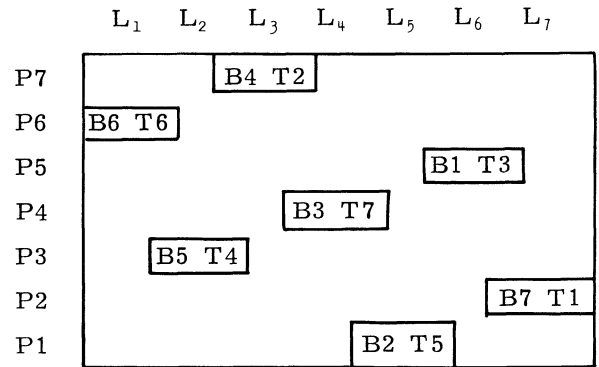 L₁ L₂ L₃ L₄ L₅ L₆ L₇
P7 B4 T2
P6 B6 T6
P5 B1 T3
P4 B3 T7
P3 B5 T4
P2 B7 T1
P1 B2 T5